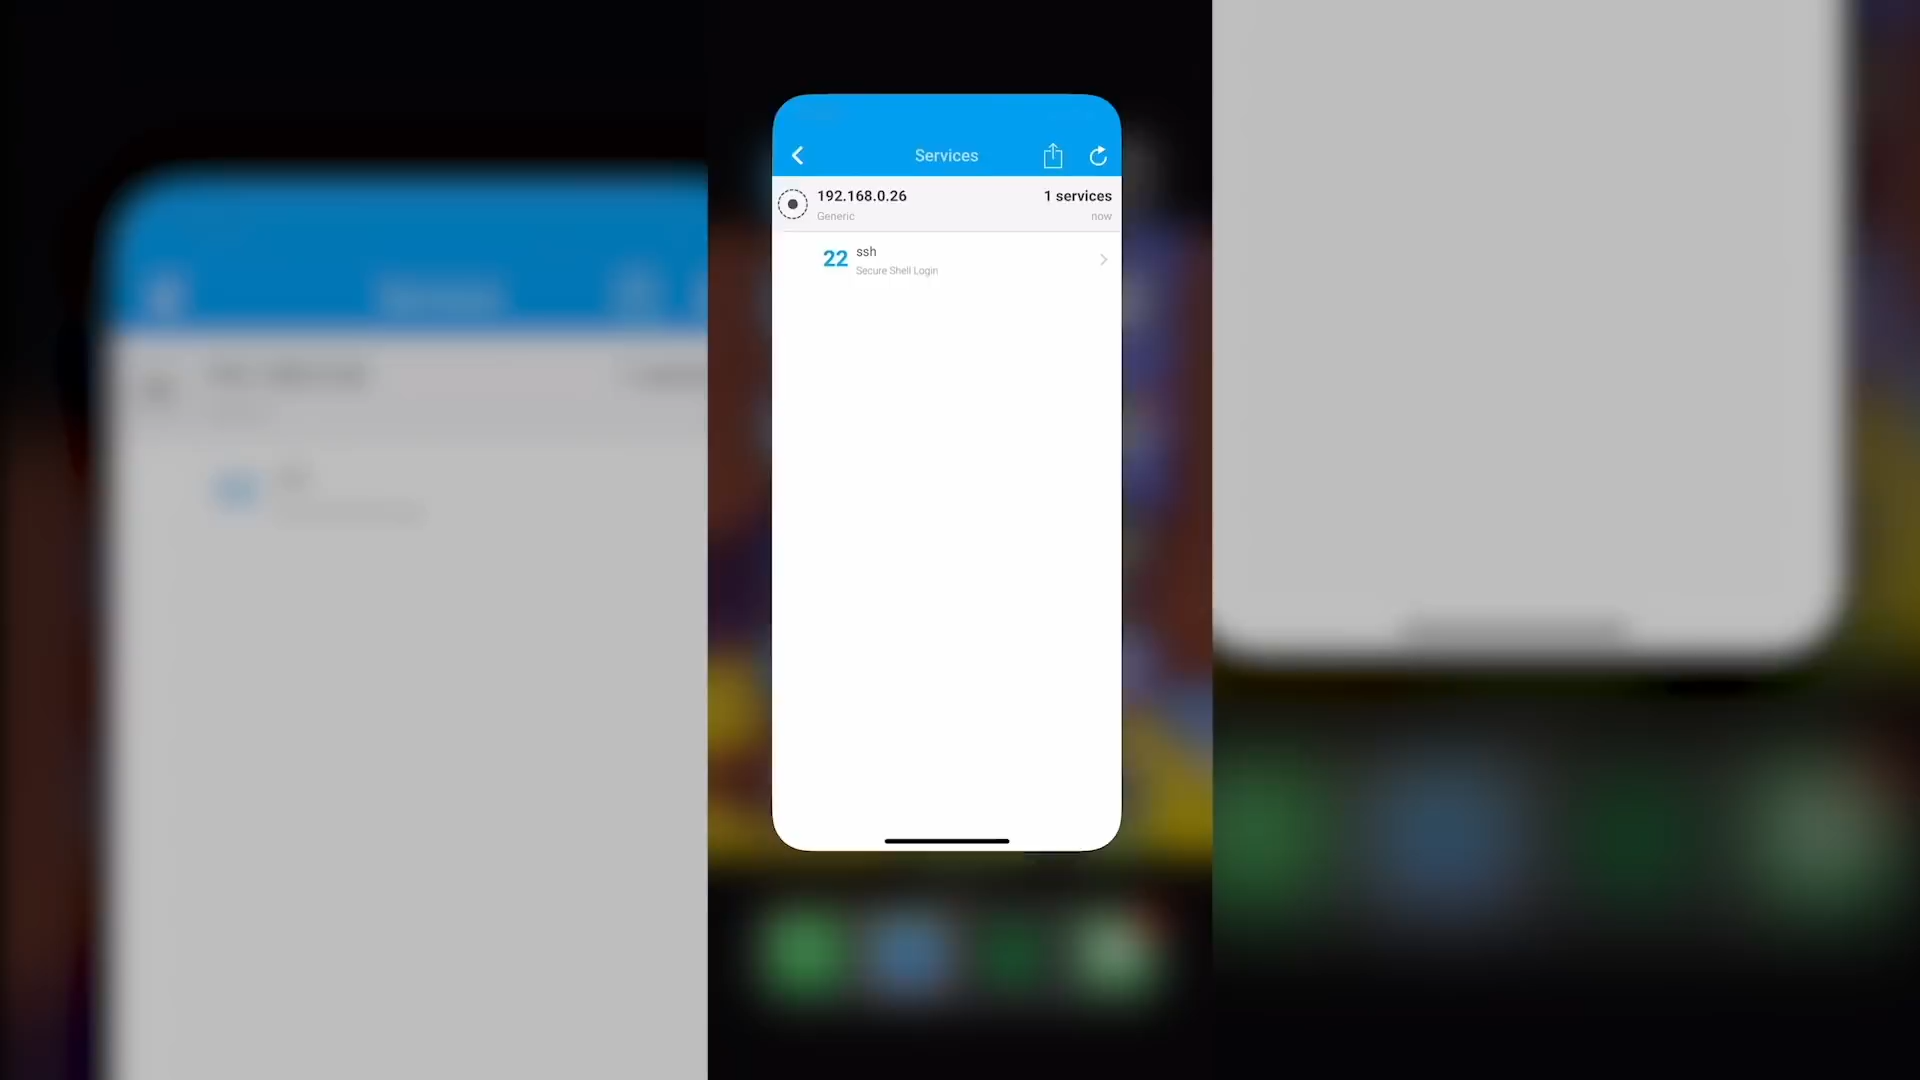 Services
192.168.0.26
1 services
Generic
now
22
ssh
Secure Shell Login